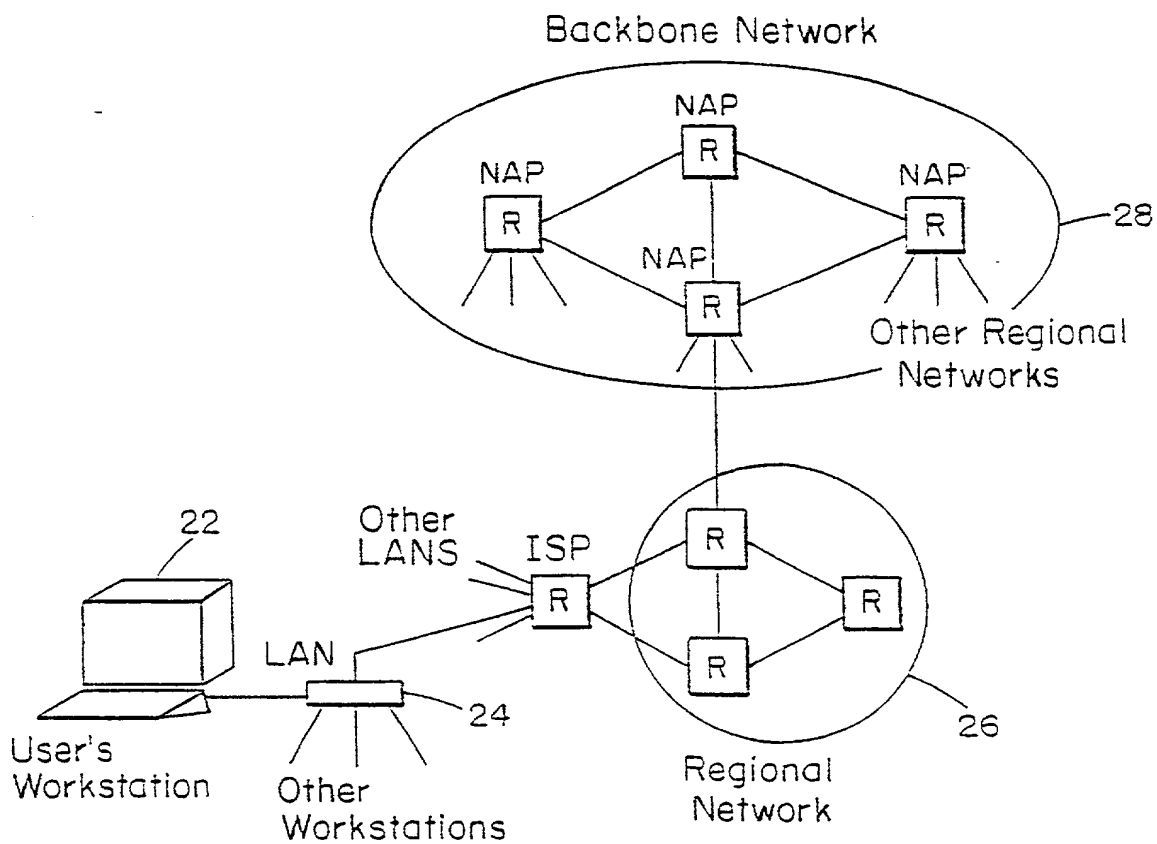 Backbone Network
NAP
R
NAP
R
NAP
R
28
NAP
R
Other Regional
Networks
22
Other
LANS
ISP
R
R
R
R
LAN
24
26
User's
Workstation
Other
Workstations
Regional
Network